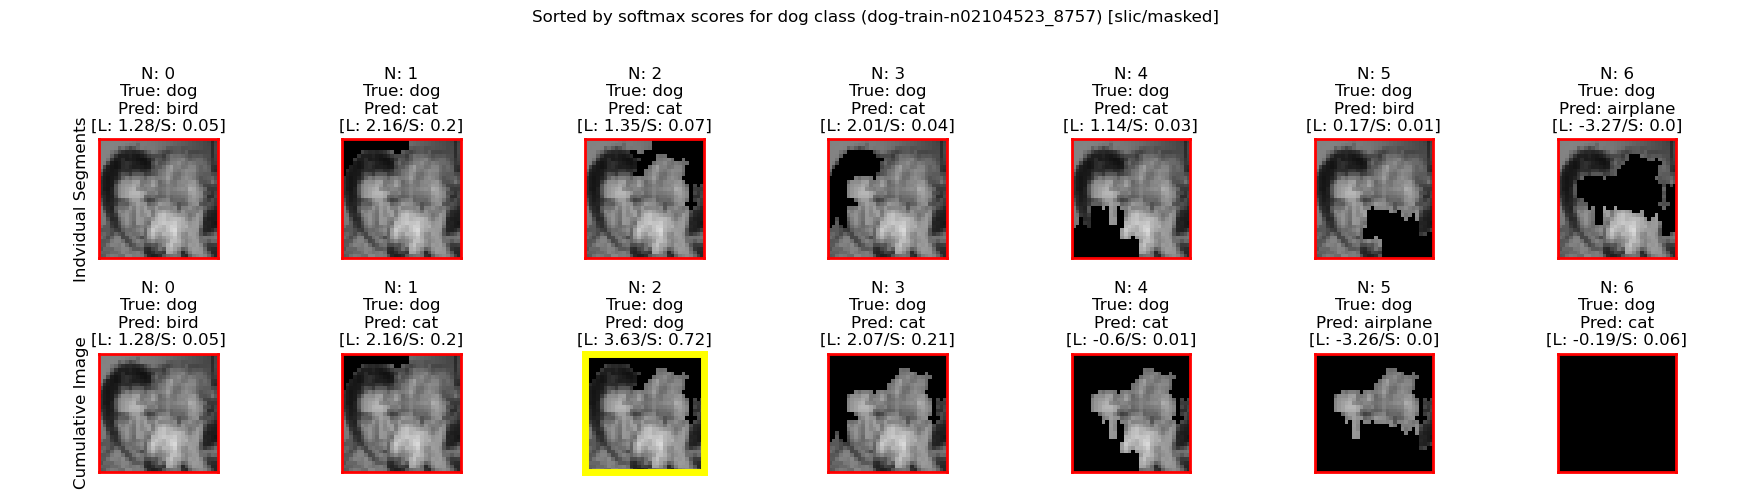 Sorted by softmax scores for dog class (dog-train-n02104523_8757) [slic/masked]
Indvidual Segments
N: 0
True: dog
Pred: bird
[L: 1.28/S: 0.05]
N: 1
True: dog
Pred: cat
[L: 2.16/S: 0.2]
N: 2
True: dog
Pred: cat
[L: 1.35/S: 0.07]
N: 3
True: dog
Pred: cat
[L: 2.01/S: 0.04]
N: 4
True: dog
Pred: cat
[L: 1.14/S: 0.03]
N: 5
True: dog
Pred: bird
[L: 0.17/S: 0.01]
N: 6
True: dog
Pred: airplane
[L: -3.27/S: 0.0]
Cumulative Image
N: 0
True: dog
Pred: bird
[L: 1.28/S: 0.05]
N: 1
True: dog
Pred: cat
[L: 2.16/S: 0.2]
N: 2
True: dog
Pred: dog
[L: 3.63/S: 0.72]
N: 3
True: dog
Pred: cat
[L: 2.07/S: 0.21]
N: 4
True: dog
Pred: cat
[L: -0.6/S: 0.01]
N: 5
True: dog
Pred: airplane
[L: -3.26/S: 0.0]
N: 6
True: dog
Pred: cat
[L: -0.19/S: 0.06]